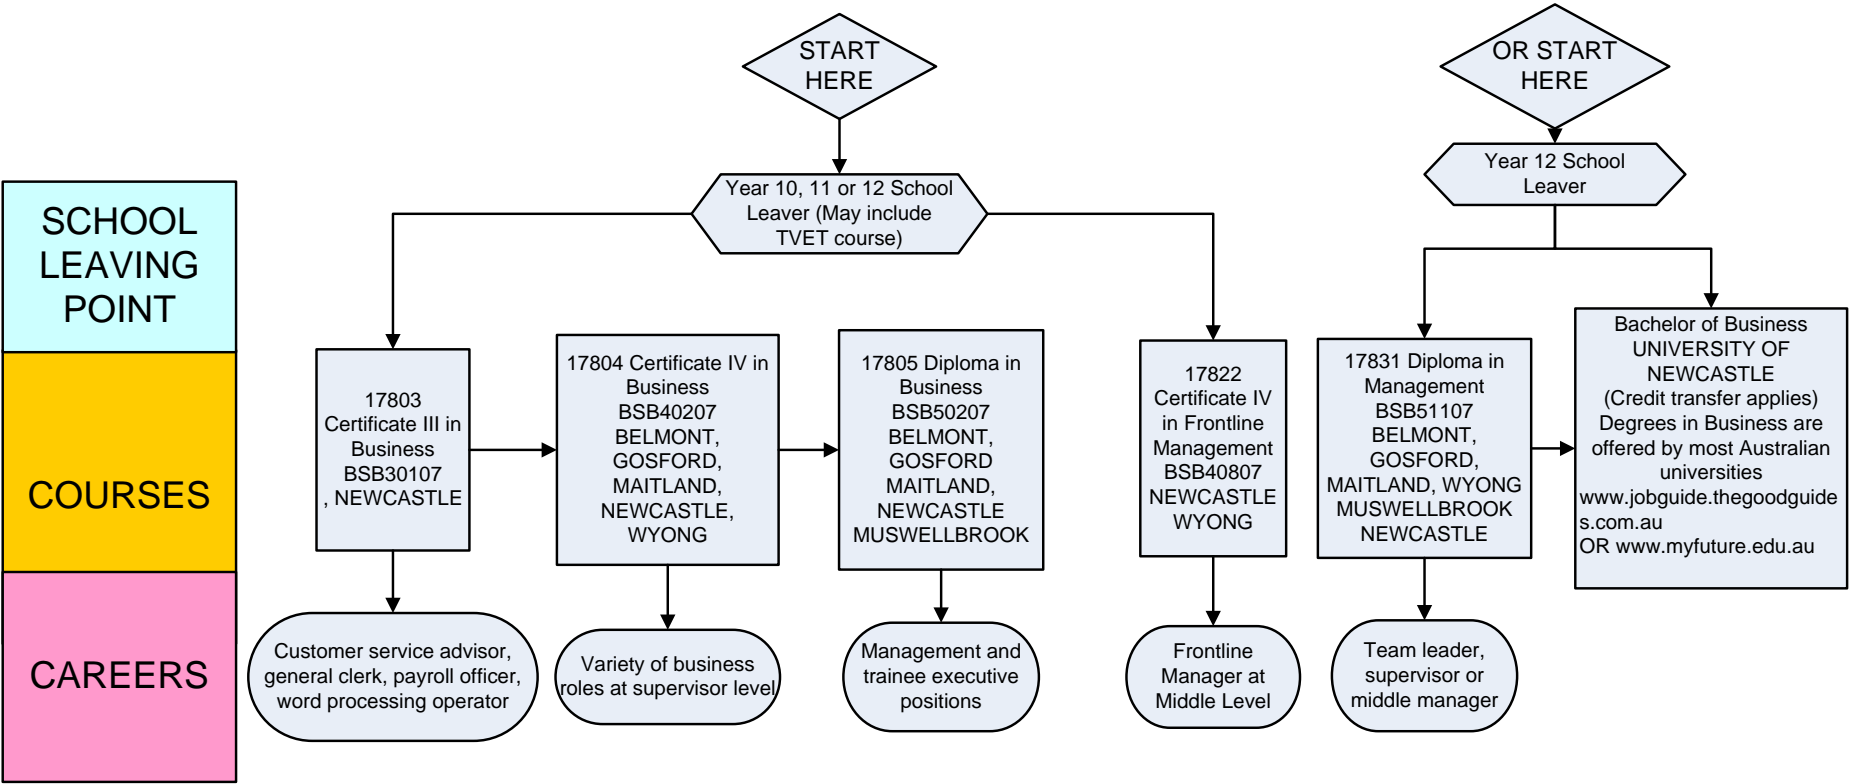 START
HERE
OR START
HERE
Year 10, 11 or 12 School
Leaver (May include
TVET course)
Year 12 School
Leaver
SCHOOL
LEAVING
POINT
COURSES
CAREERS
17803
Certificate III in
Business
BSB30107
, NEWCASTLE
17804 Certificate IV in
Business
BSB40207
BELMONT,
GOSFORD,
MAITLAND,
NEWCASTLE,
WYONG
17805 Diploma in
Business
BSB50207
BELMONT,
GOSFORD
MAITLAND,
NEWCASTLE
MUSWELLBROOK
17822
Certificate IV
in Frontline
Management
BSB40807
NEWCASTLE
WYONG
17831 Diploma in
Management
BSB51107
BELMONT,
GOSFORD,
MAITLAND, WYONG
MUSWELLBROOK
NEWCASTLE
Bachelor of Business
UNIVERSITY OF
NEWCASTLE
(Credit transfer applies)
Degrees in Business are
offered by most Australian
universities
www.jobguide.thegoodguide
s.com.au
OR www.myfuture.edu.au
Customer service advisor,
general clerk, payroll officer,
word processing operator
Variety of business
roles at supervisor level
Management and
trainee executive
positions
Frontline
Manager at
Middle Level
Team leader,
supervisor or
middle manager